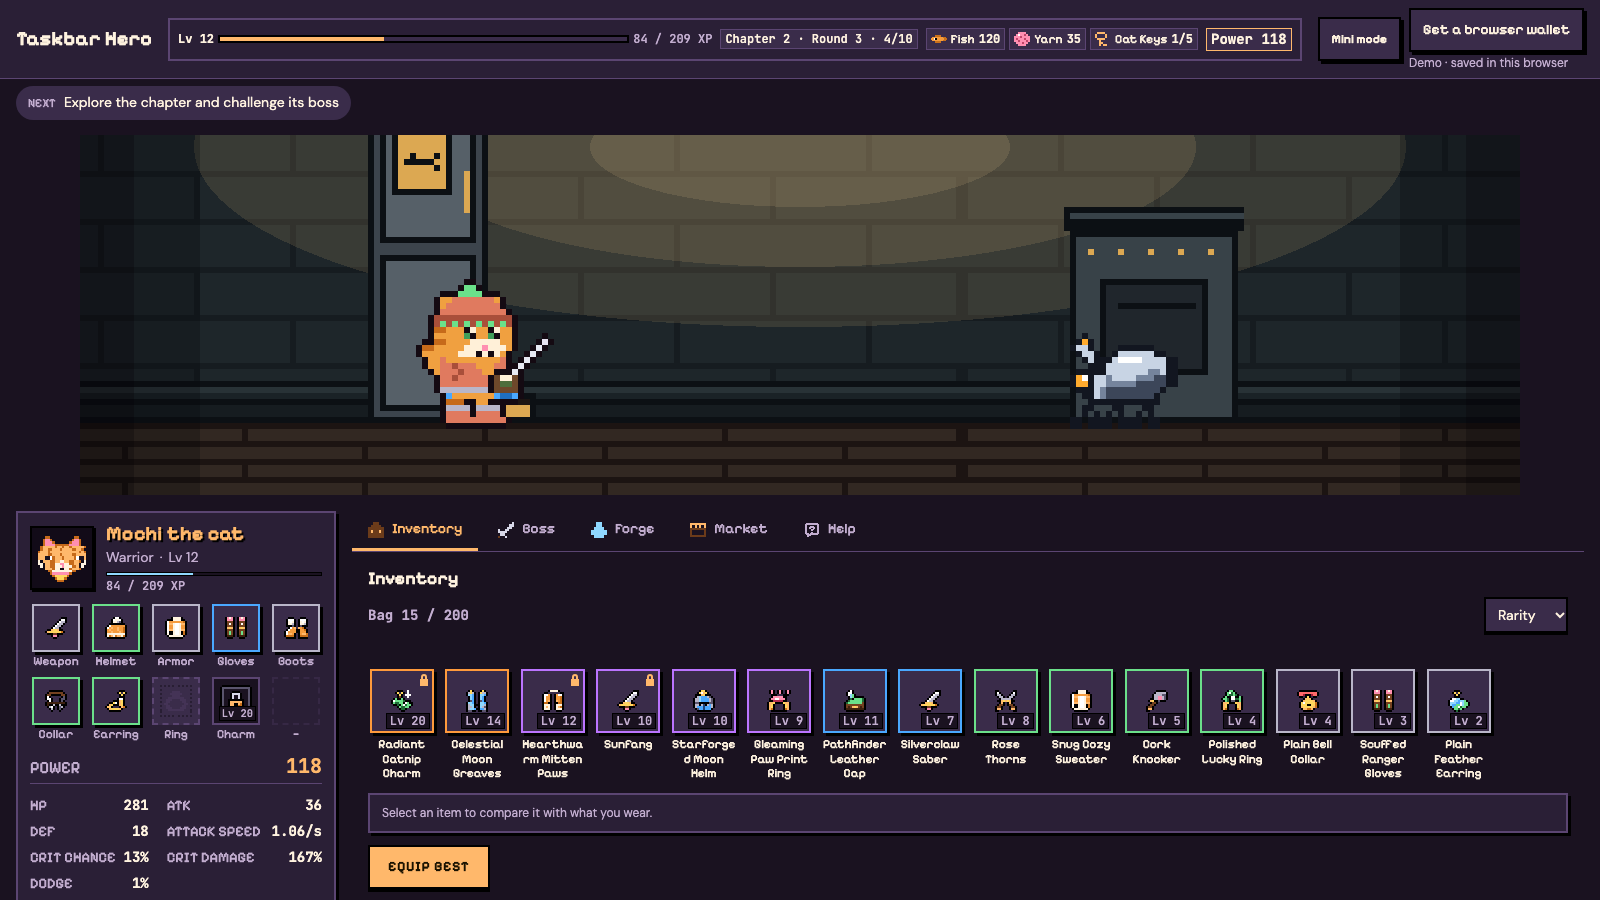 Taskbar Hero
Lv 12
84 / 209 XP
Chapter 2 · Round 3 · 4/10
Fish 120
Yarn 35
Oat Keys 1/5
Power 118
Mini mode
Get a browser wallet
Demo · saved in this browser
NEXT Explore the chapter and challenge its boss
Mochi the cat
Warrior · Lv 12
84 / 209 XP
Weapon
Helmet
Armor
Gloves
Boots
Lv 20
Collar
Earring
Ring
Charm
-
POWER 118
HP 281 ATK 36
DEF 18 ATTACK SPEED 1.06/s
CRIT CHANCE 13% CRIT DAMAGE 167%
DODGE 1%
Inventory
Boss
Forge
Market
Help
Inventory
Bag 15 / 200
Rarity
Lv 20
Lv 14
Lv 12
Lv 10
Lv 10
Lv 9
Lv 11
Lv 7
Lv 8
Lv 6
Lv 5
Lv 4
Lv 4
Lv 3
Lv 2
Radiant
Catnip
Charm
Celestial
Moon
Greaves
Hearthwa
rm Mitten
Paws
Sunfang
Starforge
d Moon
Helm
Gleaming
Paw Print
Ring
Pathfinder
Leather
Cap
Silverclaw
Saber
Rose
Thorns
Snug Cozy
Sweater
Cork
Knocker
Polished
Lucky Ring
Plain Bell
Collar
Scuffed
Ranger
Gloves
Plain
Feather
Earring
Select an item to compare it with what you wear.
EQUIP BEST